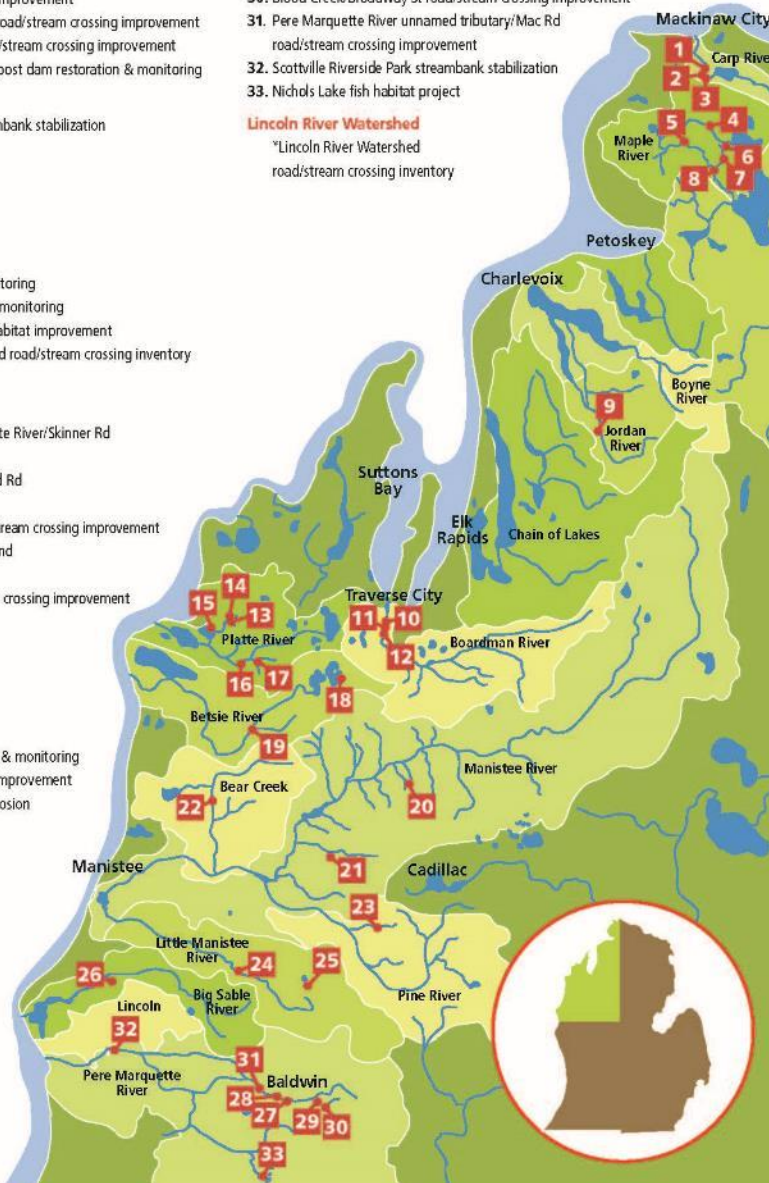 road/stream crossing improvement
/stream crossing improvement
post dam restoration & monitoring
bank stabilization
toring
monitoring
abitat improvement
d road/stream crossing inventory
te River/Skinner Rd
d Rd
tream crossing improvement
nd
crossing improvement
& monitoring
mprovement
osion
31. Pere Marquette River unnamed tributary/Mac Rd
road/stream crossing improvement
32. Scottville Riverside Park streambank stabilization
33. Nichols Lake fish habitat project
Lincoln River Watershed
*Lincoln River Watershed
road/stream crossing inventory
Mackinaw City
1
Carp River
2
3
5
4
Maple
River
6
8
7
Petoskey
Charlevoix
Boyne
River
9
Jordan
River
Suttons
Bay
Elk
Rapids
Chain of Lakes
14
15
13
Traverse City
11
10
Platte River
Boardman River
12
16
17
18
Betsie River
19
Manistee River
Bear Creek
22
20
Manistee
21
Cadillac
23
Little Manistee
River
24
25
26
Big Sable
River
Pine River
Lincoln
32
31
Pere Marquette
River
Baldwin
28
27
29
30
33